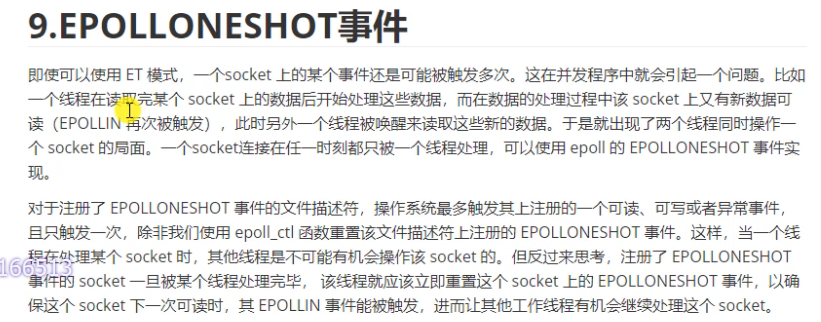 9.EPOLLONESHOT事件
即使可以使用 ET 模式，一个socket 上的某个事件还是可能被触发多次。这在并发程序中就会引起一个问题。比如
一个线程在读取完某个 socket 上的数据后开始处理这些数据，而在数据的处理过程中该 socket 上又有新数据可
读（EPOLLIN 再次被触发），此时另外一个线程被唤醒来读取这些新的数据。于是就出现了两个线程同时操作一
个 socket 的局面。一个socket连接在任一时刻都只被一个线程处理，可以使用 epoll 的 EPOLLONESHOT 事件实
现。
对于注册了 EPOLLONESHOT 事件的文件描述符，操作系统最多触发其上注册的一个可读、可写或者异常事件，
且只触发一次，除非我们使用 epoll_ctl 函数重置该文件描述符上注册的 EPOLLONESHOT 事件。这样，当一个线
程在处理某个 socket 时，其他线程是不可能有机会操作该 socket 的。但反过来思考，注册了 EPOLLONESHOT
166513
事件的 socket 一旦被某个线程处理完毕， 该线程就应该立即重置这个 socket 上的 EPOLLONESHOT 事件，以确
保这个 socket 下一次可读时，其 EPOLLIN 事件能被触发，进而让其他工作线程有机会继续处理这个 socket。